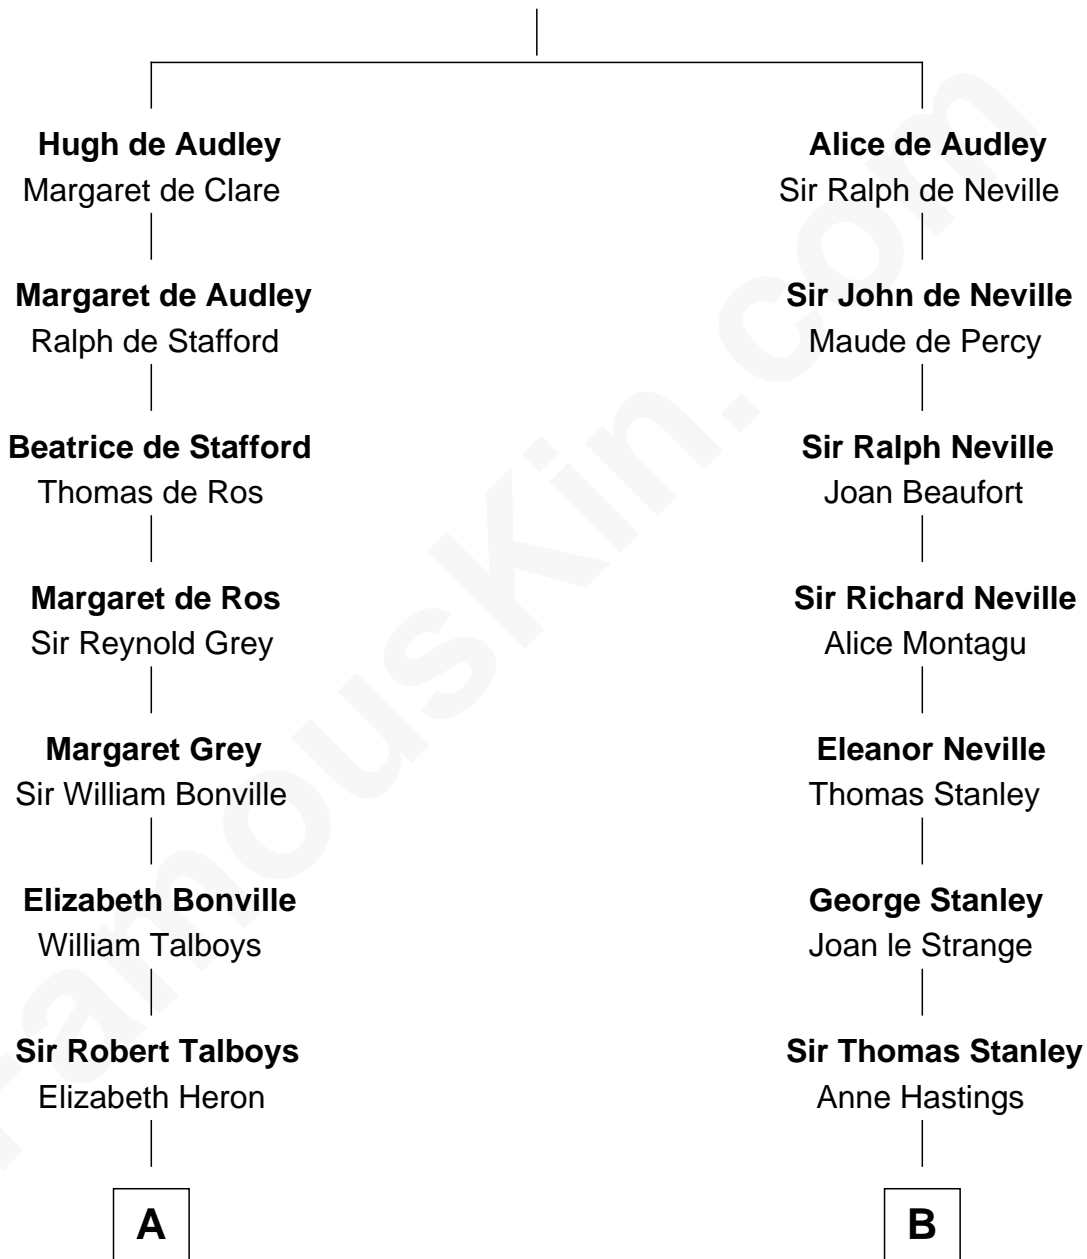 Hugh de Audley
Margaret de Clare
Margaret de Audley
Ralph de Stafford
Beatrice de Stafford
Thomas de Ros
Margaret de Ros
Sir Reynold Grey
Margaret Grey
Sir William Bonville
Elizabeth Bonville
William Talboys
Sir Robert Talboys
Elizabeth Heron
A
Alice de Audley
Sir Ralph de Neville
Sir John de Neville
Maude de Percy
Sir Ralph Neville
Joan Beaufort
Sir Richard Neville
Alice Montagu
Eleanor Neville
Thomas Stanley
George Stanley
Joan le Strange
Sir Thomas Stanley
Anne Hastings
B
FamousKin.com